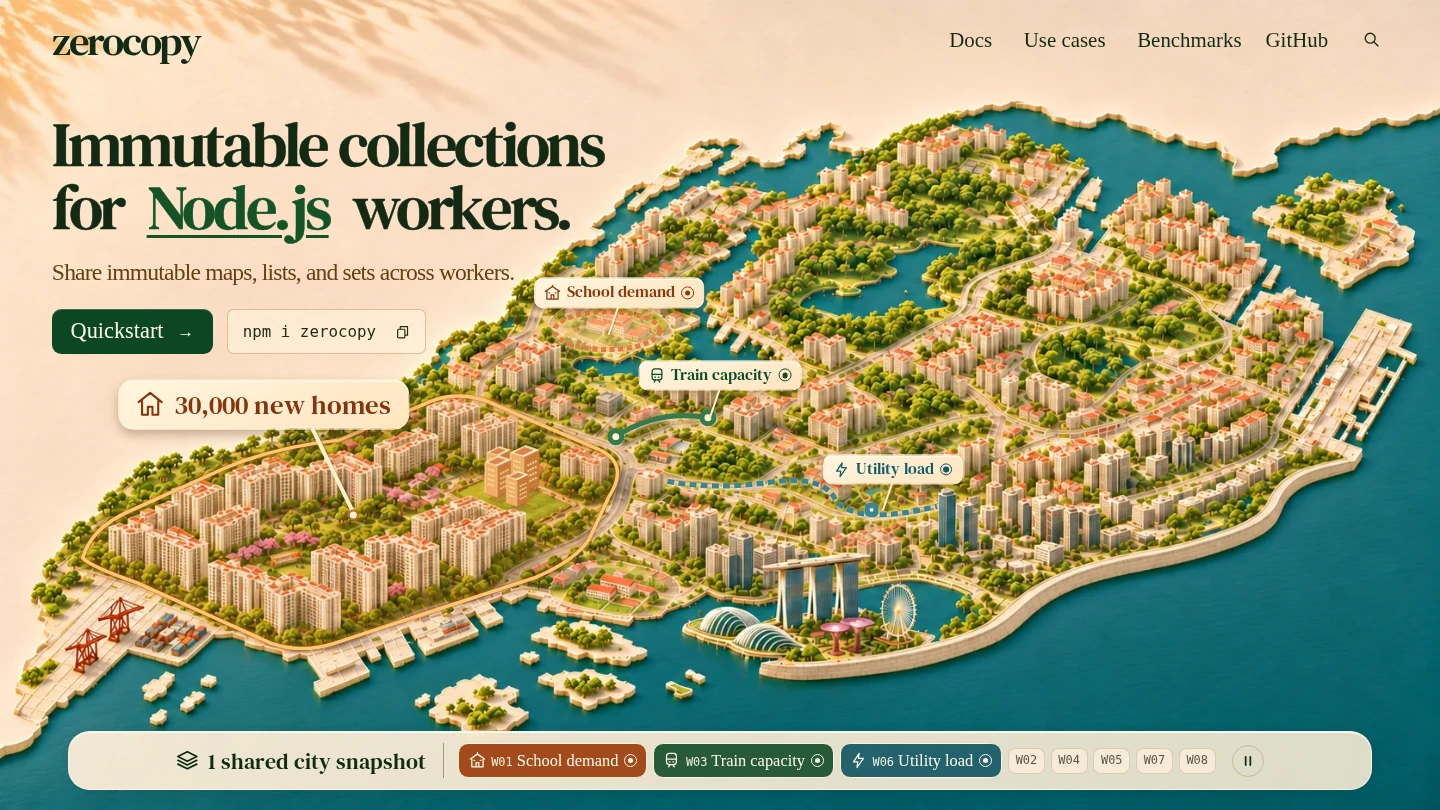 zerocopy
Docs Use cases Benchmarks GitHub
Immutable collections
for Node.js workers.
Share immutable maps, lists, and sets across workers.
Quickstart →
npm i zerocopy
School demand
Train capacity
30,000 new homes
Utility load
1 shared city snapshot
W01 School demand
W03 Train capacity
W06 Utility load
W02 W04 W05 W07 W08